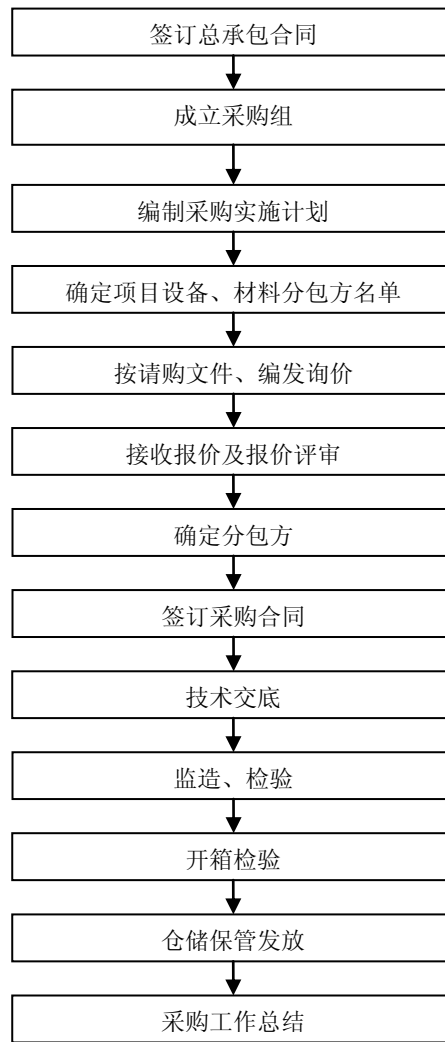 签订总承包合同
成立采购组
编制采购实施计划
确定项目设备、材料分包方名单
按请购文件、编发询价
接收报价及报价评审
确定分包方
签订采购合同
技术交底
监造、检验
开箱检验
仓储保管发放
采购工作总结